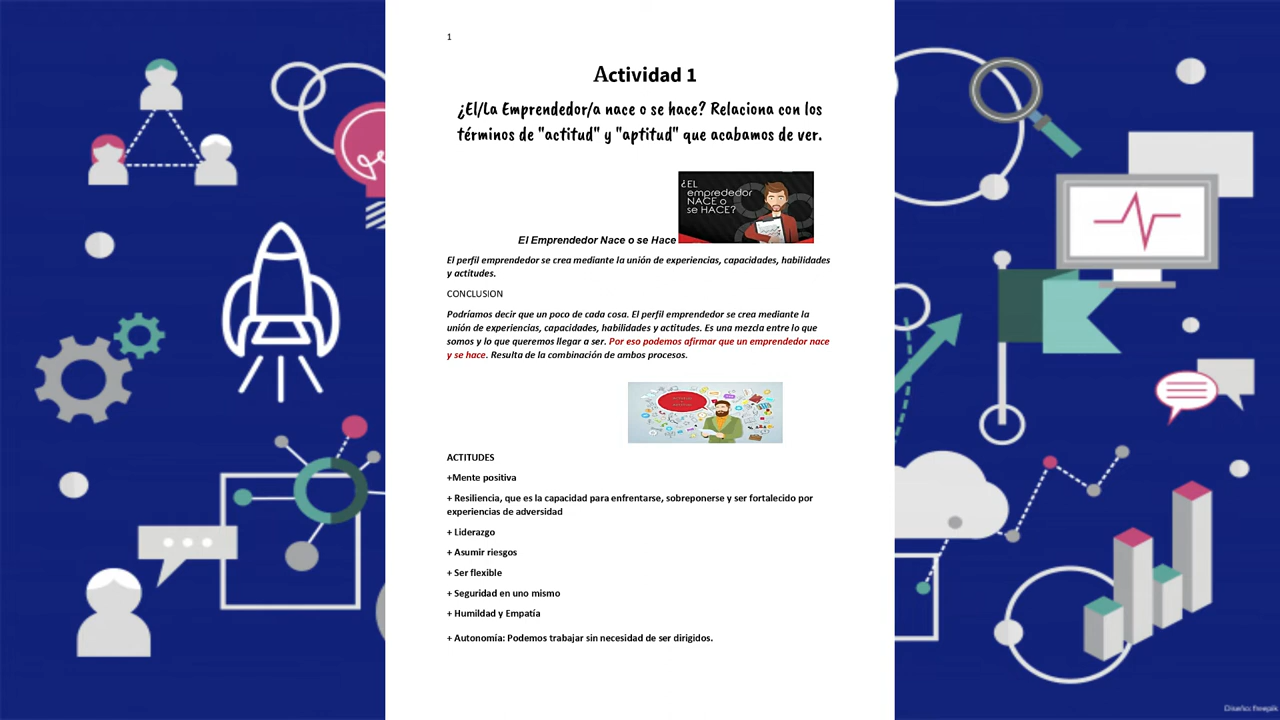 1
Actividad 1
¿El/La Emprendedor/a nace o se hace? Relaciona con los
términos de "actitud" y "aptitud" que acabamos de ver.
¿EL
emprededor
NACE o
se HACE?
El Emprendedor Nace o se Hace
El perfil emprendedor se crea mediante la unión de experiencias, capacidades, habilidades
y actitudes.
CONCLUSION
Podríamos decir que un poco de cada cosa. El perfil emprendedor se crea mediante la
unión de experiencias, capacidades, habilidades y actitudes. Es una mezcla entre lo que
somos y lo que queremos llegar a ser. Por eso podemos afirmar que un emprendedor nace
y se hace. Resulta de la combinación de ambos procesos.
ACTITUDES
+Mente positiva
+ Resiliencia, que es la capacidad para enfrentarse, sobreponerse y ser fortalecido por
experiencias de adversidad
+ Liderazgo
+ Asumir riesgos
+ Ser flexible
+ Seguridad en uno mismo
+ Humildad y Empatía
+ Autonomía: Podemos trabajar sin necesidad de ser dirigidos.
Diseño: freepik